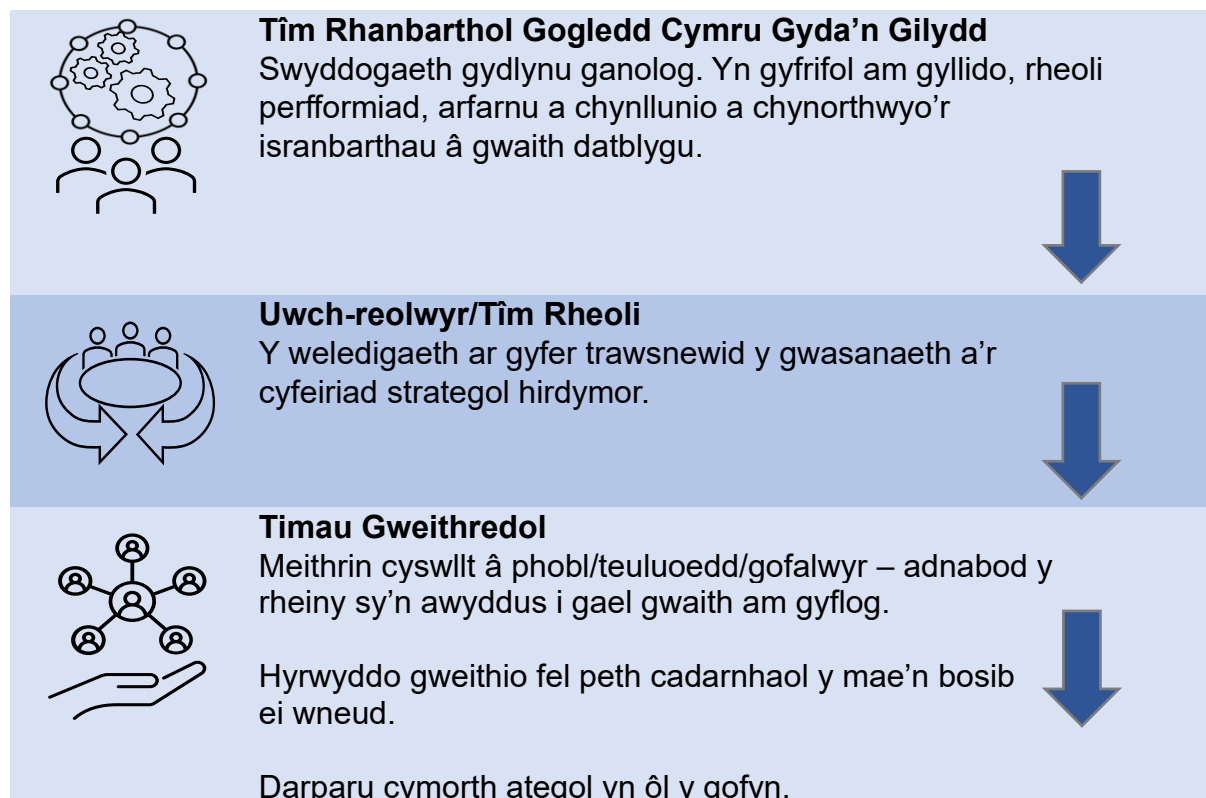 Tîm Rhanbarthol Gogledd Cymru Gyda’n Gilydd
Swyddogaeth gydlynu ganolog. Yn gyfrifol am gyllido, rheoli
perfformiad, arfarnu a chynllunio a chynorthwyo’r
isranbarthau â gwaith datblygu.
Uwch-reolwyr/Tîm Rheoli
Y weledigaeth ar gyfer trawsnewid y gwasanaeth a’r
cyfeiriad strategol hirdymor.
Timau Gweithredol
Meithrin cyswllt â phobl/teuluoedd/gofalwyr – adnabod y
rheiny sy’n awyddus i gael gwaith am gyflog.
Hyrwyddo gweithio fel peth cadarnhaol y mae’n bosib
ei wneud.
Darparu cymorth ategol yn ôl y gofyn.